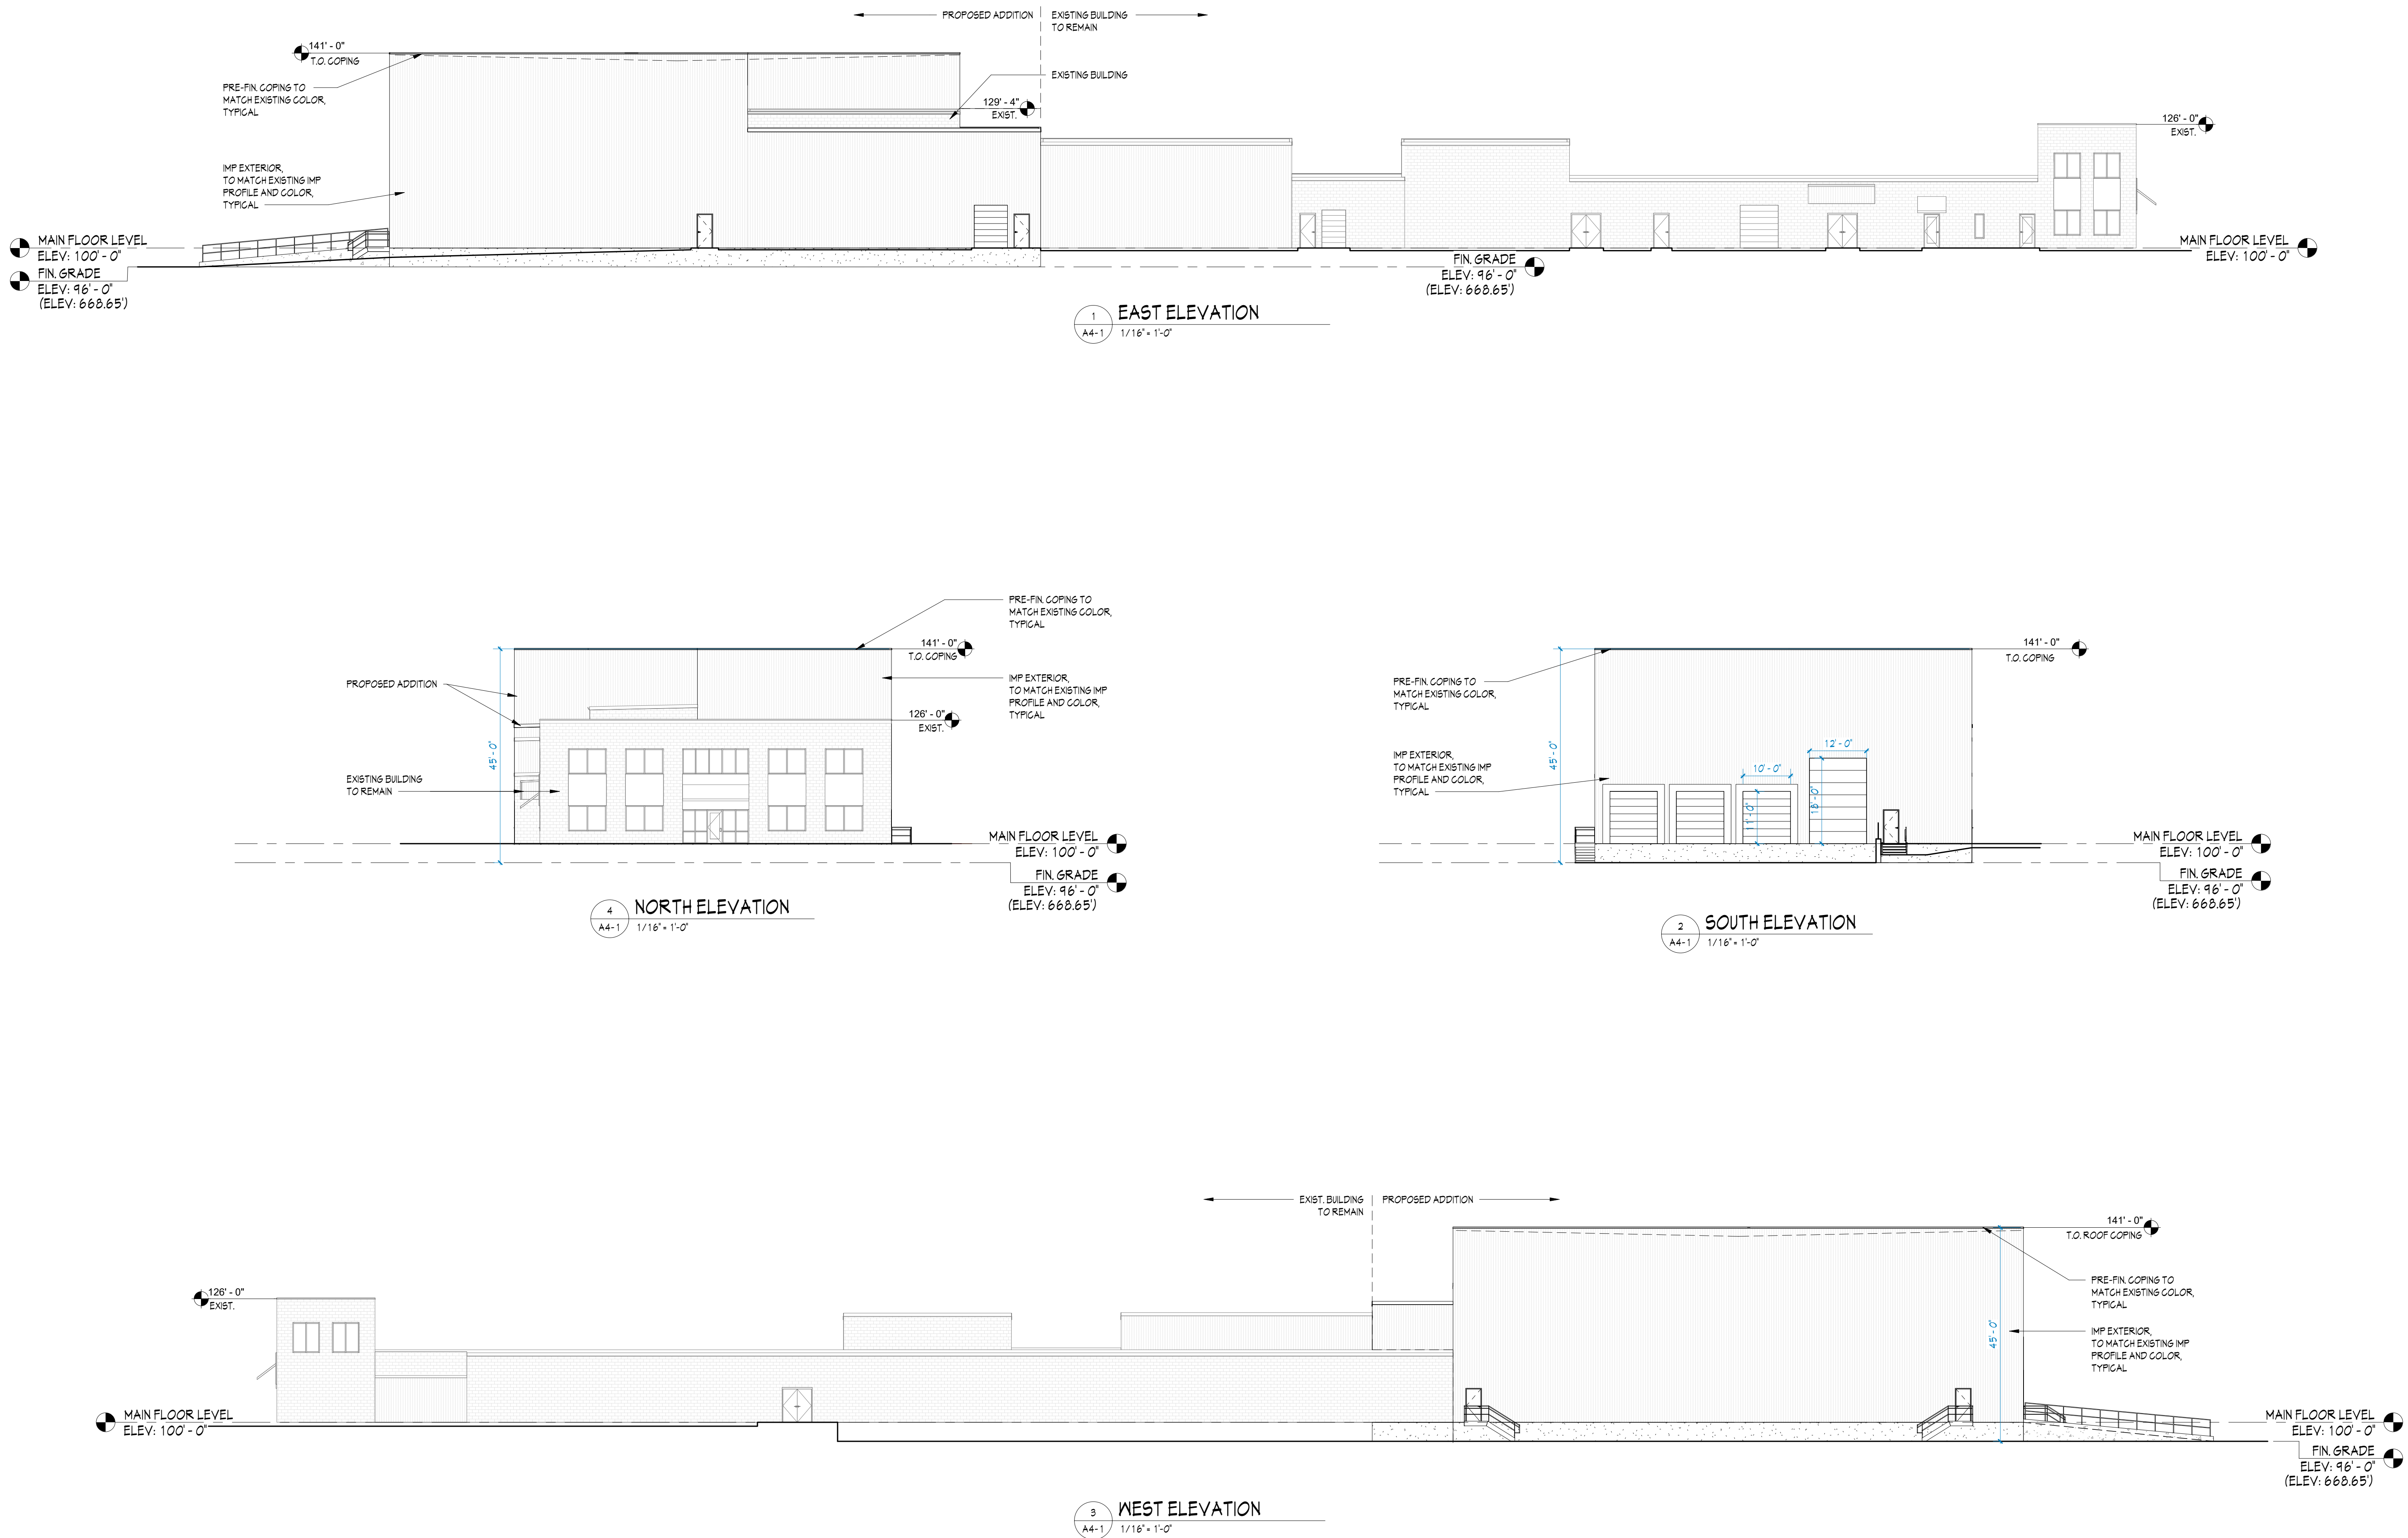 PROPOSED ADDITION
EXISTING BUILDING
TO REMAIN
141' - 0"
T.O. COPING
PRE-FIN. COPING TO
MATCH EXISTING COLOR,
TYPICAL
EXISTING BUILDING
129' - 4"
EXIST.
126' - 0"
EXIST.
IMP EXTERIOR,
TO MATCH EXISTING IMP
PROFILE AND COLOR,
TYPICAL
MAIN FLOOR LEVEL
ELEV: 100' - 0"
FIN. GRADE
ELEV: 96' - 0"
(ELEV: 668.65')
FIN. GRADE
ELEV: 96' - 0"
(ELEV: 668.65')
MAIN FLOOR LEVEL
ELEV: 100' - 0"
1
A4-1
EAST ELEVATION
1/16" = 1'-0"
PRE-FIN. COPING TO
MATCH EXISTING COLOR,
TYPICAL
141' - 0"
T.O. COPING
PROPOSED ADDITION
IMP EXTERIOR,
TO MATCH EXISTING IMP
PROFILE AND COLOR,
TYPICAL
126' - 0"
EXIST.
45' - 0"
EXISTING BUILDING
TO REMAIN
MAIN FLOOR LEVEL
ELEV: 100' - 0"
FIN. GRADE
ELEV: 96' - 0"
(ELEV: 668.65')
4
A4-1
NORTH ELEVATION
1/16" = 1'-0"
141' - 0"
T.O. COPING
PRE-FIN. COPING TO
MATCH EXISTING COLOR,
TYPICAL
45' - 0"
IMP EXTERIOR,
TO MATCH EXISTING IMP
PROFILE AND COLOR,
TYPICAL
12' - 0"
10' - 0"
11' - 0"
18' - 0"
MAIN FLOOR LEVEL
ELEV: 100' - 0"
FIN. GRADE
ELEV: 96' - 0"
(ELEV: 668.65')
2
A4-1
SOUTH ELEVATION
1/16" = 1'-0"
EXIST. BUILDING
TO REMAIN
PROPOSED ADDITION
141' - 0"
T.O. ROOF COPING
PRE-FIN. COPING TO
MATCH EXISTING COLOR,
TYPICAL
126' - 0"
EXIST.
45' - 0"
IMP EXTERIOR,
TO MATCH EXISTING IMP
PROFILE AND COLOR,
TYPICAL
MAIN FLOOR LEVEL
ELEV: 100' - 0"
MAIN FLOOR LEVEL
ELEV: 100' - 0"
FIN. GRADE
ELEV: 96' - 0"
(ELEV: 668.65')
3
A4-1
WEST ELEVATION
1/16" = 1'-0"